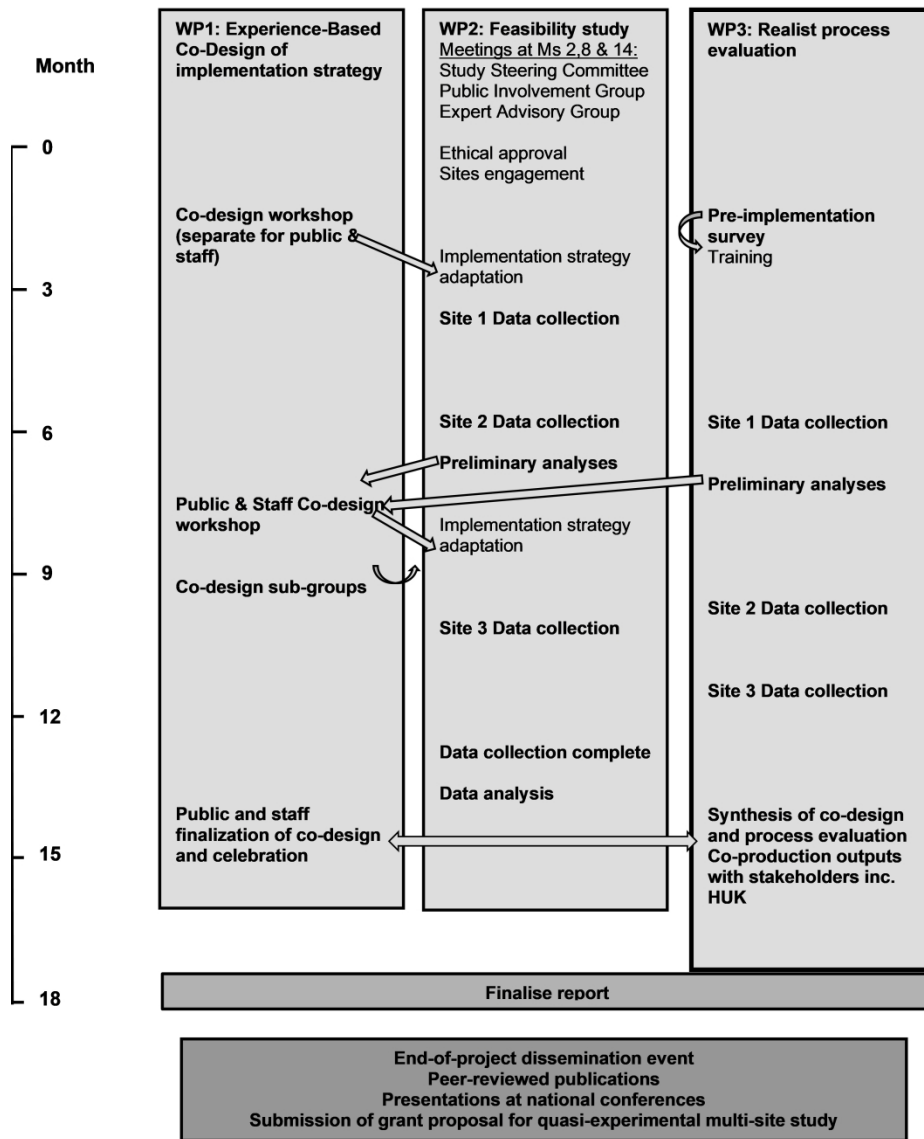 Month
0
3
6
9
12
15
18
WP1: Experience-Based
Co-Design of
implementation strategy
Co-design workshop
(separate for public &
staff)
Public & Staff Co-design
workshop
Co-design sub-groups
Public and staff
finalization of co-design
and celebration
WP2: Feasibility study
Meetings at Ms 2,8 & 14:
Study Steering Committee
Public Involvement Group
Expert Advisory Group
Ethical approval
Sites engagement
Implementation strategy
adaptation
Site 1 Data collection
Site 2 Data collection
Preliminary analyses
Implementation strategy
adaptation
Site 3 Data collection
Data collection complete
Data analysis
WP3: Realist process
evaluation
Pre-implementation
survey
Training
Site 1 Data collection
Preliminary analyses
Site 2 Data collection
Site 3 Data collection
Synthesis of co-design
and process evaluation
Co-production outputs
with stakeholders inc.
HUK
Finalise report
End-of-project dissemination event
Peer-reviewed publications
Presentations at national conferences
Submission of grant proposal for quasi-experimental multi-site study